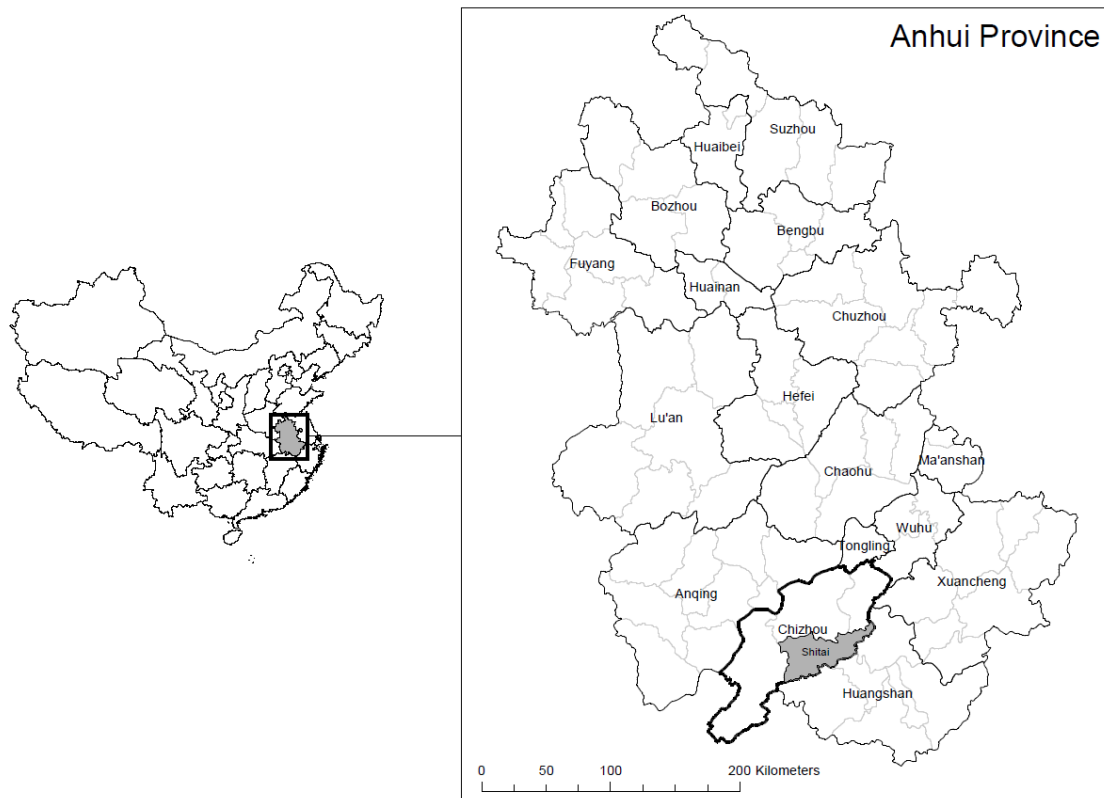 Anhui Province
Suzhou
Huaibei
Bozhou
Bengbu
Fuyang
Huainan
Chuzhou
Hefei
Lu'an
Ma'anshan
Chaohu
Wuhu
Tongling
Xuancheng
Anqing
Chizhou
Shitai
Huangshan
0 50 100 200 Kilometers